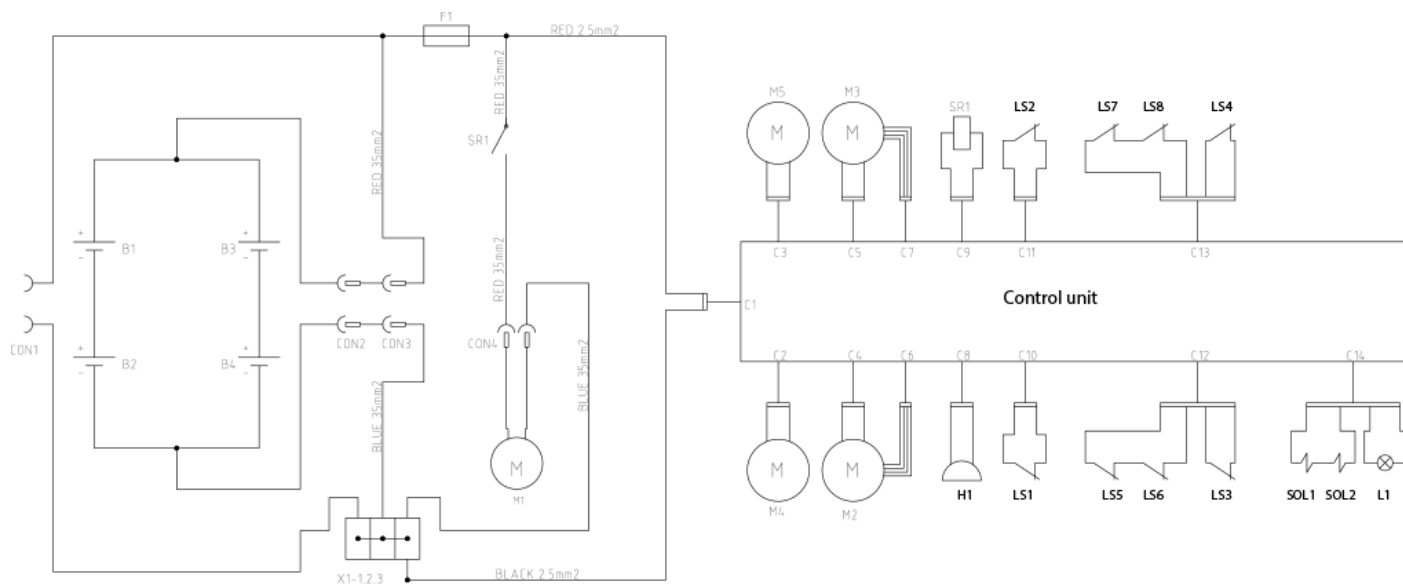 F1
RED 2.5mm2
RED 35mm2
RED 35mm2
SR1
M5
M3
SR1
LS2
LS7
LS8
LS4
M
M
+
B1
-
+
B3
-
RED 35mm2
C3
C5
C7
C9
C11
C13
Control unit
C1
CON1
CON2
CON3
CON4
+
B2
-
+
B4
-
BLUE 35mm2
BLUE 35mm2
C2
C4
C6
C8
C10
C12
C14
M
M1
M
M4
M
M2
H1
LS1
LS5
LS6
LS3
SOL1
SOL2
L1
X1-1,2,3
BLACK 2.5mm2